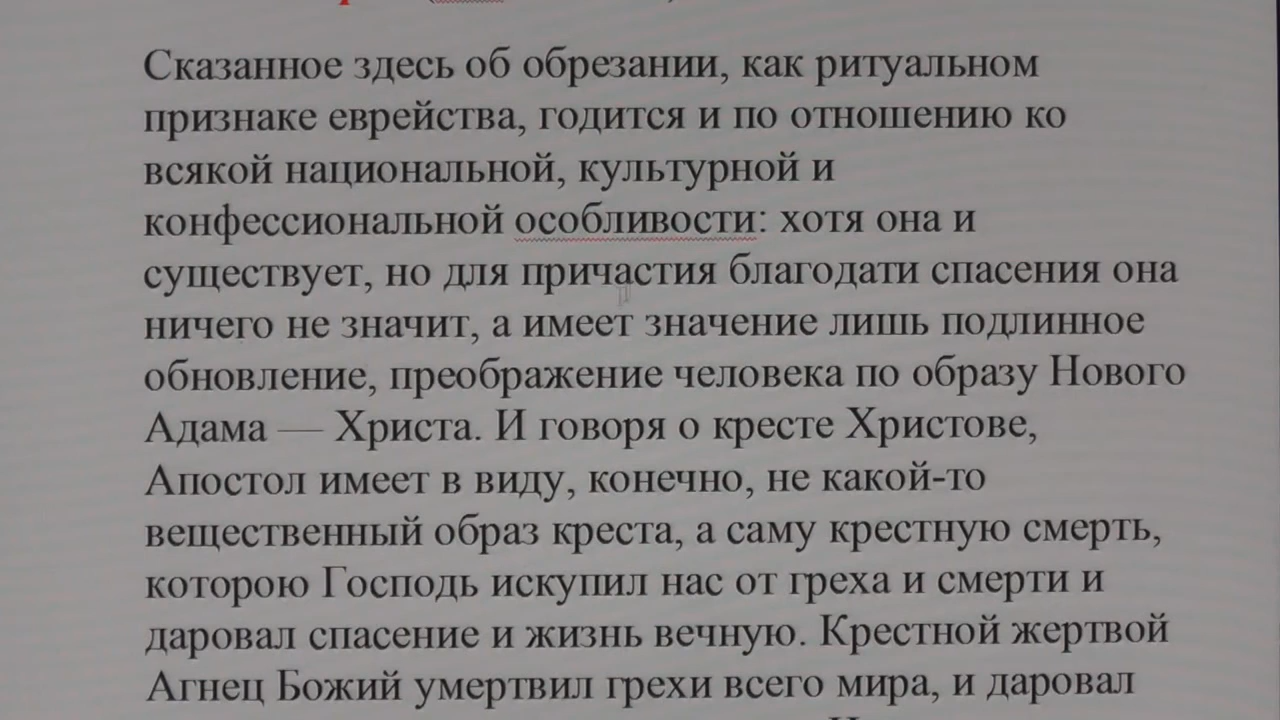 Сказанное здесь об обрезании, как ритуальном
признаке еврейства, годится и по отношению ко
всякой национальной, культурной и
конфессиональной особливости: хотя она и
существует, но для причастия благодати спасения она
ничего не значит, а имеет значение лишь подлинное
обновление, преображение человека по образу Нового
Адама — Христа. И говоря о кресте Христове,
Апостол имеет в виду, конечно, не какой-то
вещественный образ креста, а саму крестную смерть,
которою Господь искупил нас от греха и смерти и
даровал спасение и жизнь вечную. Крестной жертвой
Агнец Божий умертвил грехи всего мира, и даровал